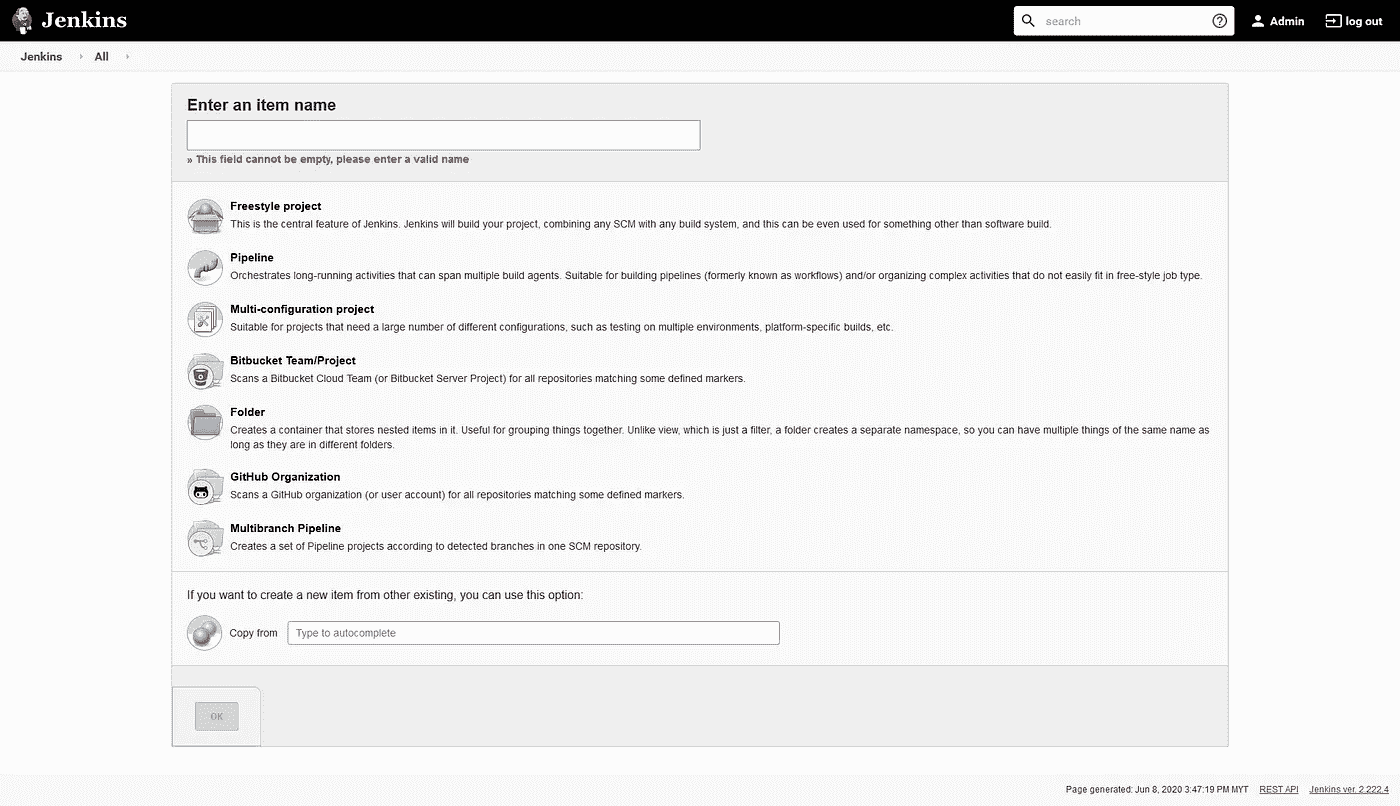 Jenkins
search
Admin
log out
Jenkins
All
Enter an item name
» This field cannot be empty, please enter a valid name
Freestyle project
This is the central feature of Jenkins. Jenkins will build your project, combining any SCM with any build system, and this can be even used for something other than software build.
Pipeline
Orchestrates long-running activities that can span multiple build agents. Suitable for building pipelines (formerly known as workflows) and/or organizing complex activities that do not easily fit in free-style job type.
Multi-configuration project
Suitable for projects that need a large number of different configurations, such as testing on multiple environments, platform-specific builds, etc.
Bitbucket Team/Project
Scans a Bitbucket Cloud Team (or Bitbucket Server Project) for all repositories matching some defined markers.
Folder
Creates a container that stores nested items in it. Useful for grouping things together. Unlike view, which is just a filter, a folder creates a separate namespace, so you can have multiple things of the same name as
long as they are in different folders.
GitHub Organization
Scans a GitHub organization (or user account) for all repositories matching some defined markers.
Multibranch Pipeline
Creates a set of Pipeline projects according to detected branches in one SCM repository.
If you want to create a new item from other existing, you can use this option:
Copy from
Type to autocomplete
OK
Page generated: Jun 8, 2020 3:47:19 PM MYT REST API Jenkins ver. 2.222.4